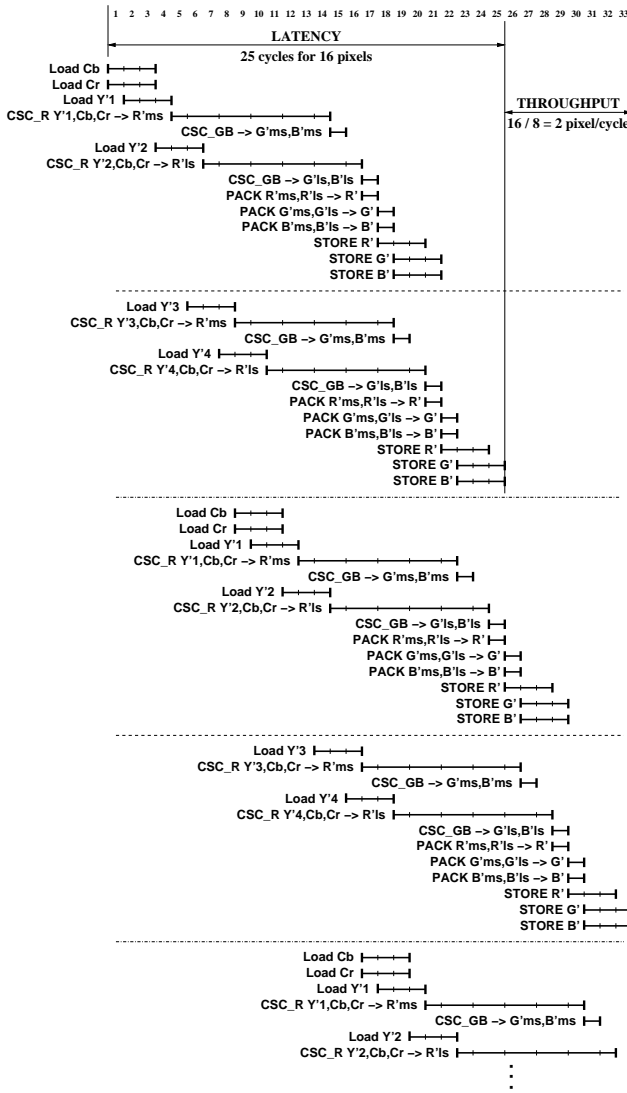 1 2 3 4 5 6 7 8 9 10 11 12 13 14 15 16 17 18 19 20 21 22 23 24 25 26 27 28 29 30 31 32 33
LATENCY
25 cycles for 16 pixels
Load Cb
Load Cr
THROUGHPUT
Load Y'1
CSC_R Y'1,Cb,Cr −> R'ms
16 / 8 = 2 pixel/cycle
CSC_GB −> G'ms,B'ms
Load Y'2
CSC_R Y'2,Cb,Cr −> R'ls
CSC_GB −> G'ls,B'ls
PACK R'ms,R'ls −> R'
PACK G'ms,G'ls −> G'
PACK B'ms,B'ls −> B'
STORE R'
STORE G'
STORE B'
Load Y'3
CSC_R Y'3,Cb,Cr −> R'ms
CSC_GB −> G'ms,B'ms
Load Y'4
CSC_R Y'4,Cb,Cr −> R'ls
CSC_GB −> G'ls,B'ls
PACK R'ms,R'ls −> R'
PACK G'ms,G'ls −> G'
PACK B'ms,B'ls −> B'
STORE R'
STORE G'
STORE B'
Load Cb
Load Cr
Load Y'1
CSC_R Y'1,Cb,Cr −> R'ms
CSC_GB −> G'ms,B'ms
Load Y'2
CSC_R Y'2,Cb,Cr −> R'ls
CSC_GB −> G'ls,B'ls
PACK R'ms,R'ls −> R'
PACK G'ms,G'ls −> G'
PACK B'ms,B'ls −> B'
STORE R'
STORE G'
STORE B'
Load Y'3
CSC_R Y'3,Cb,Cr −> R'ms
CSC_GB −> G'ms,B'ms
Load Y'4
CSC_R Y'4,Cb,Cr −> R'ls
CSC_GB −> G'ls,B'ls
PACK R'ms,R'ls −> R'
PACK G'ms,G'ls −> G'
PACK B'ms,B'ls −> B'
STORE R'
STORE G'
STORE B'
Load Cb
Load Cr
Load Y'1
CSC_R Y'1,Cb,Cr −> R'ms
CSC_GB −> G'ms,B'ms
Load Y'2
CSC_R Y'2,Cb,Cr −> R'ls